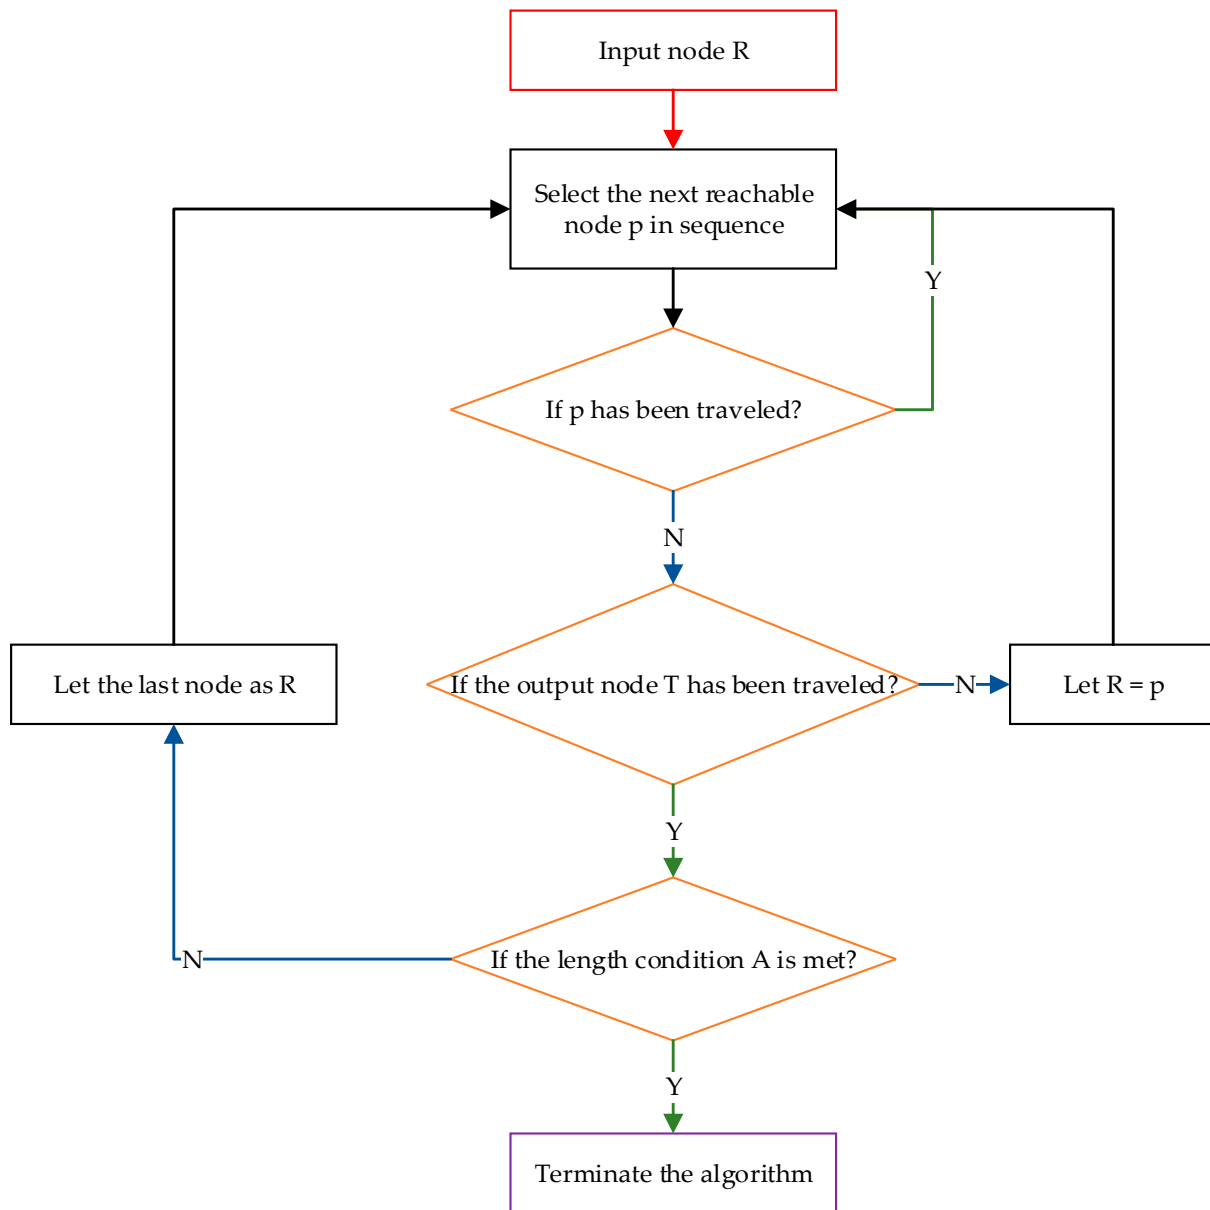 Input node R
Select the next reachable
node p in sequence
Y
If p has been traveled?
N
If the output node T has been traveled?
N
Let R = p
Let the last node as R
Y
If the length condition A is met?
N
Y
Terminate the algorithm